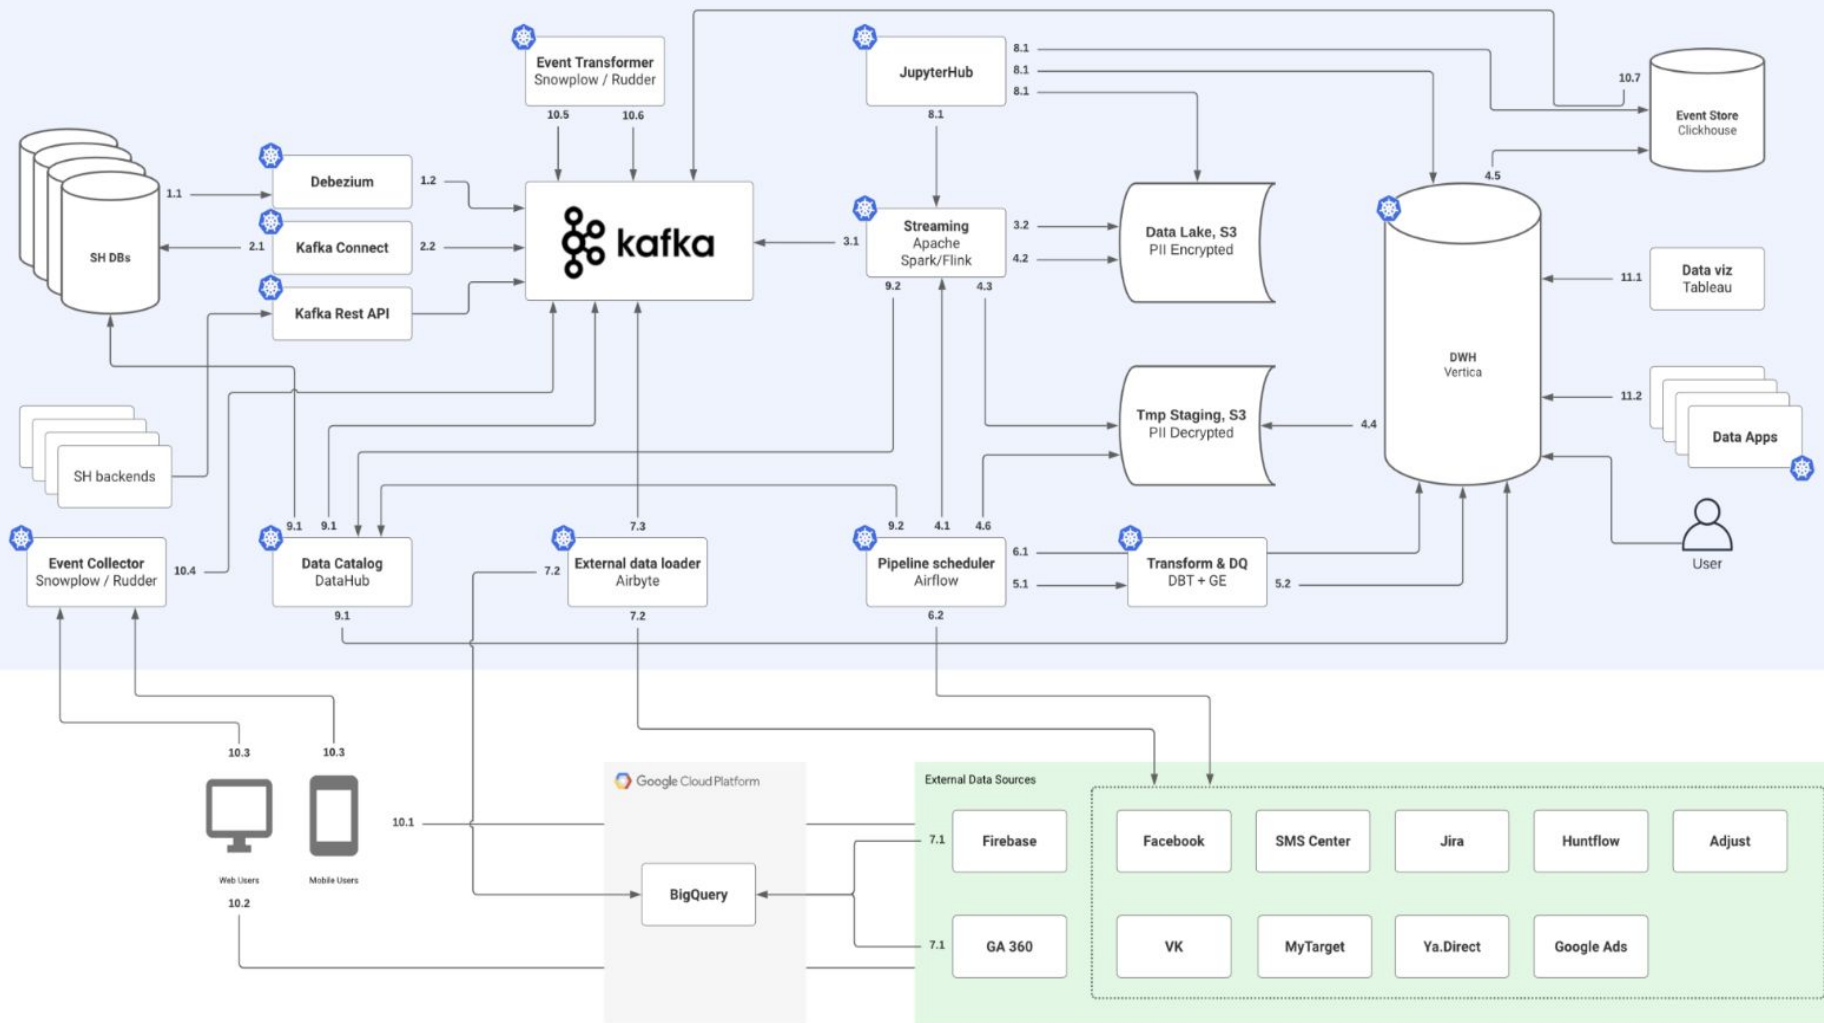 Event Transformer
Snowplow / Rudder
10.5
10.6
JupyterHub
8.1
8.1
8.1
8.1
10.7
Event Store
Clickhouse
4.5
SH DBs
1.1
Debezium
1.2
2.1
Kafka Connect
2.2
Kafka Rest API
kafka
3.1
Streaming
Apache
Spark/Flink
3.2
4.2
9.2
4.3
Data Lake, S3
PII Encrypted
DWH
Vertica
11.1
Data viz
Tableau
11.2
Data Apps
Tmp Staging, S3
PII Decrypted
4.4
SH backends
User
9.1
9.1
7.3
9.2
4.1
4.6
Event Collector
Snowplow / Rudder
10.4
Data Catalog
DataHub
9.1
7.2
External data loader
Airbyte
7.2
Pipeline scheduler
Airflow
6.1
5.1
6.2
Transform & DQ
DBT + GE
5.2
10.3
10.3
Web Users
Mobile Users
10.2
10.1
Google Cloud Platform
BigQuery
External Data Sources
7.1
Firebase
Facebook
SMS Center
Jira
Huntflow
Adjust
7.1
GA 360
VK
MyTarget
Ya.Direct
Google Ads